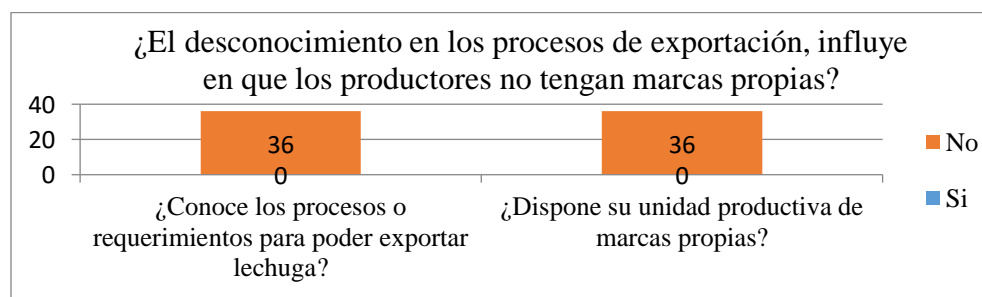 ¿El desconocimiento en los procesos de exportación, influye
en que los productores no tengan marcas propias?
40
20
0
36
0
36
0
¿Conoce los procesos o
requerimientos para poder exportar
lechuga?
¿Dispone su unidad productiva de
marcas propias?
No
Si